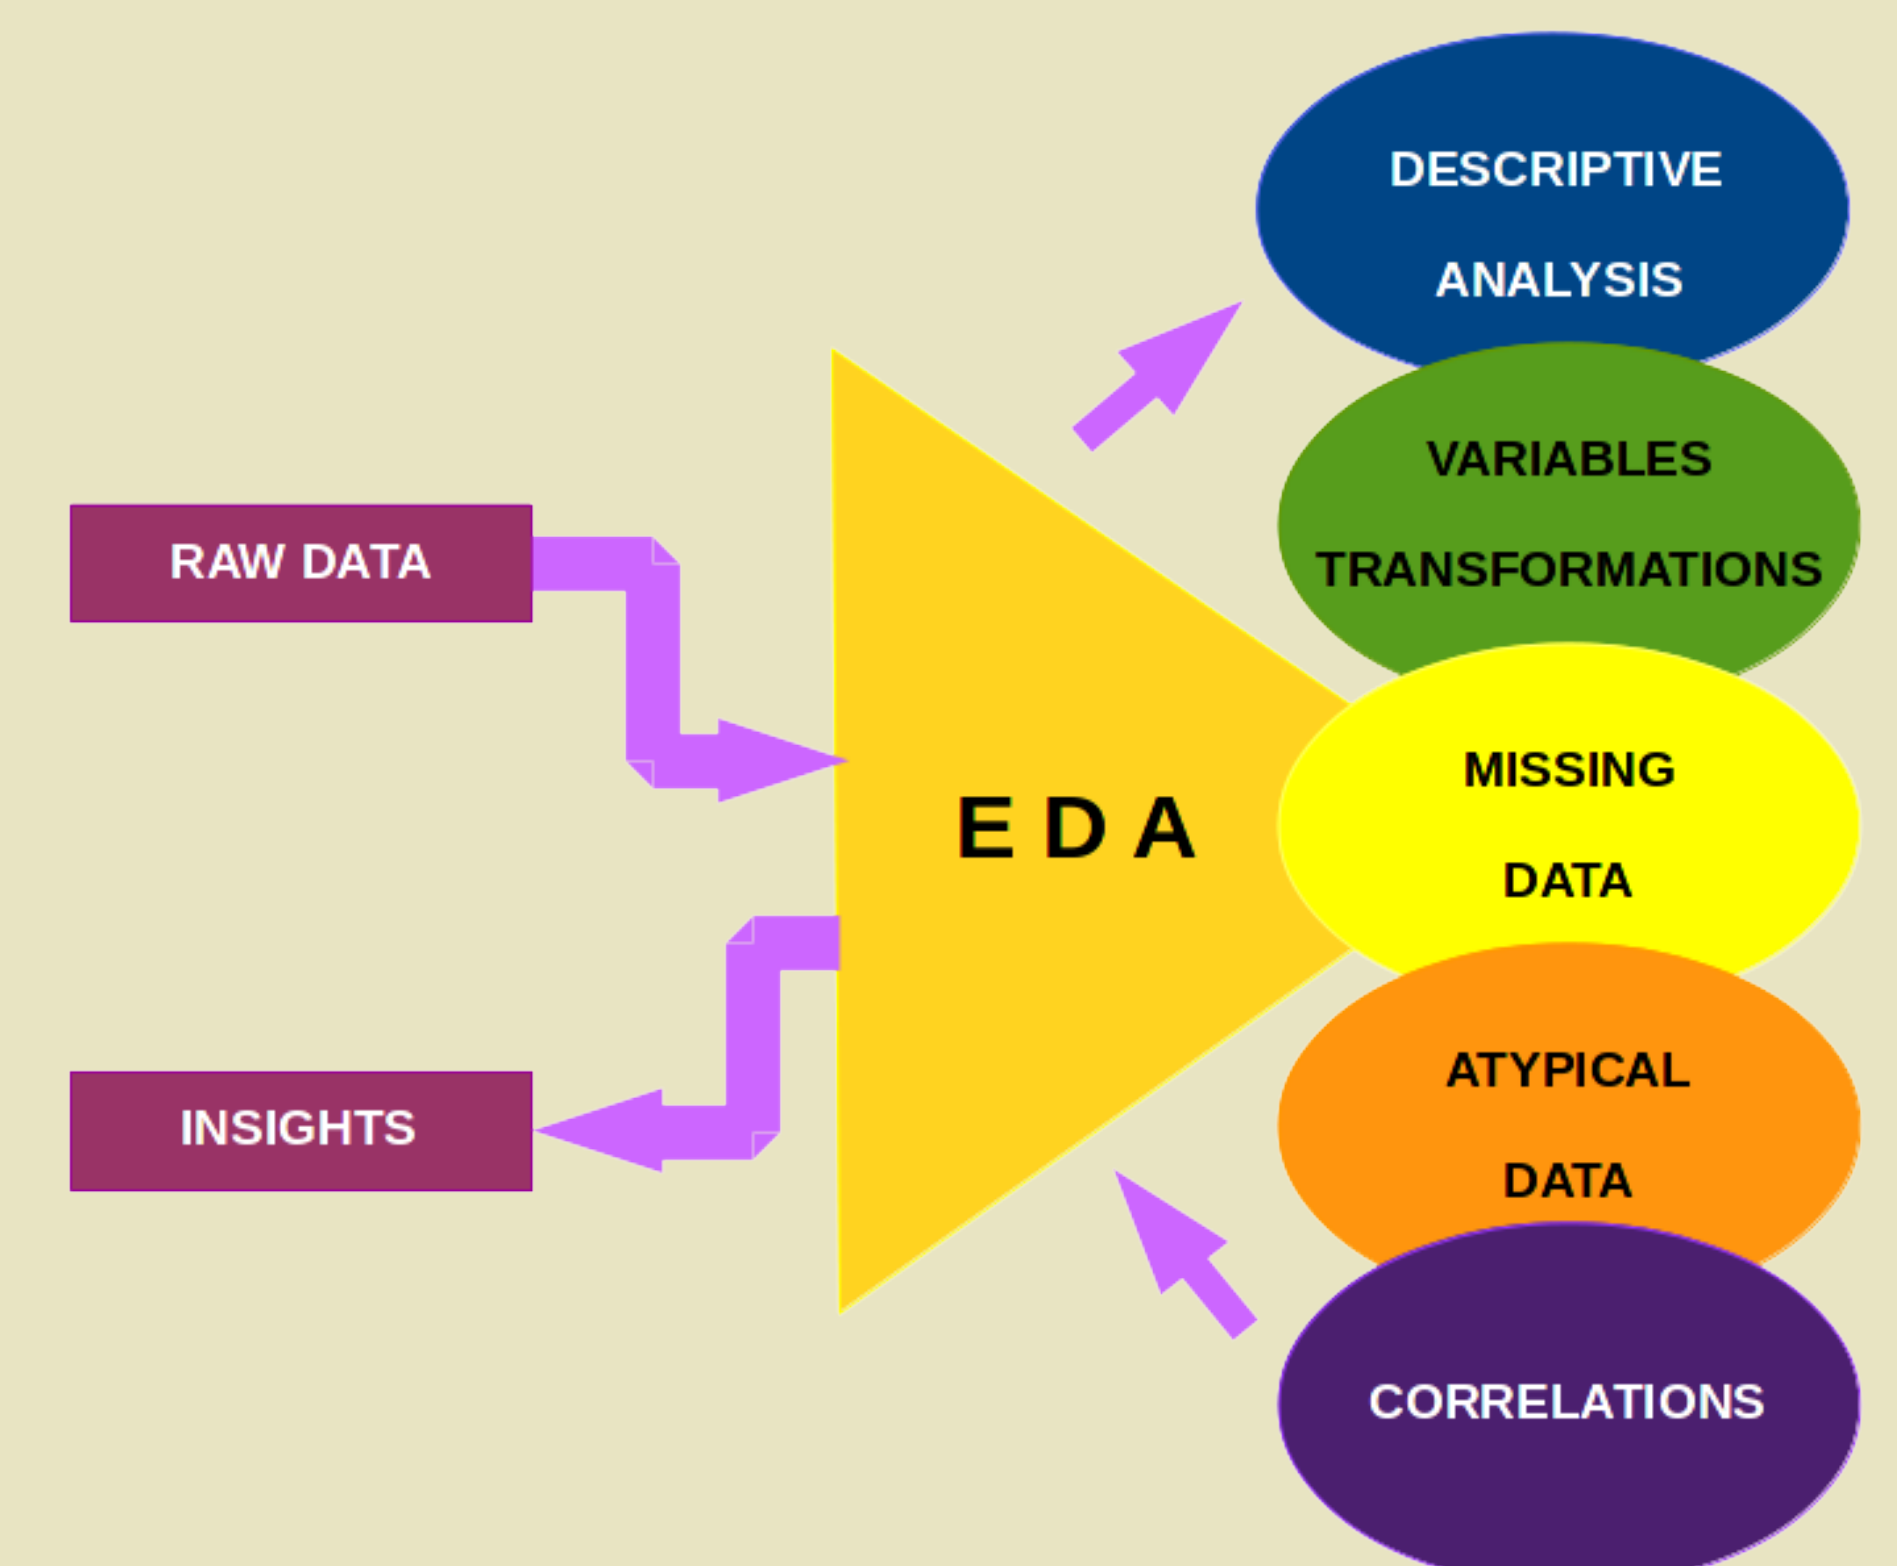 RAW DATA
INSIGHTS
E D A
DESCRIPTIVE
ANALYSIS
VARIABLES
TRANSFORMATIONS
MISSING
DATA
ATYPICAL
DATA
CORRELATIONS